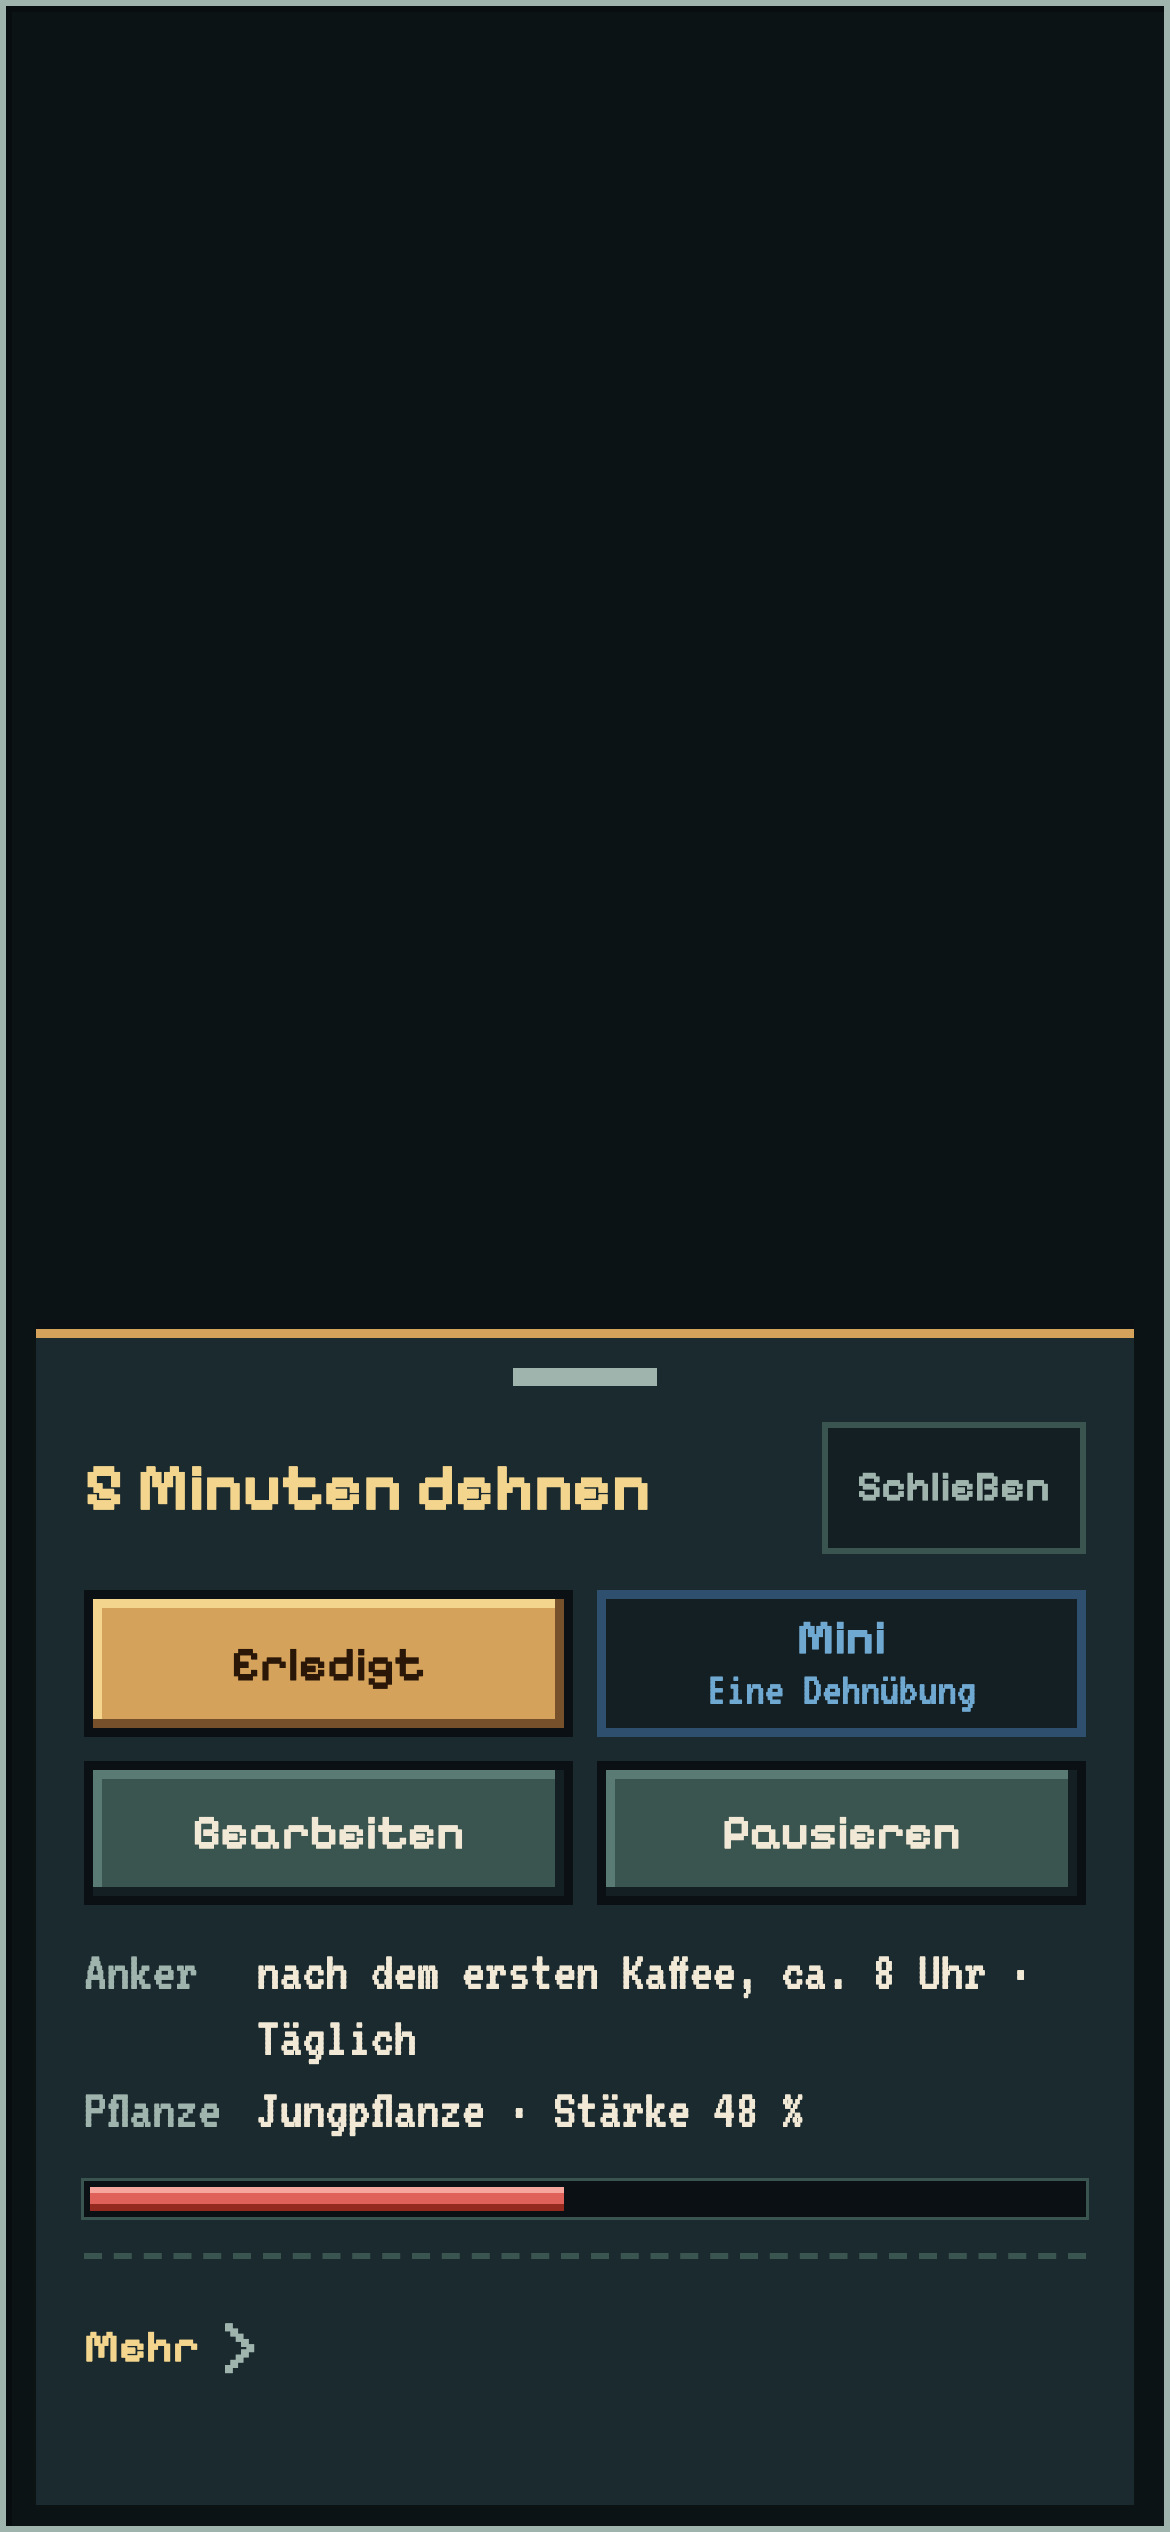 5 Minuten dehnen
Schließen
Erledigt
Mini
Eine Dehnübung
Bearbeiten
Pausieren
Anker nach dem ersten Kaffee, ca. 8 Uhr ·
Täglich
Pflanze Jungpflanze · Stärke 48 %
Mehr